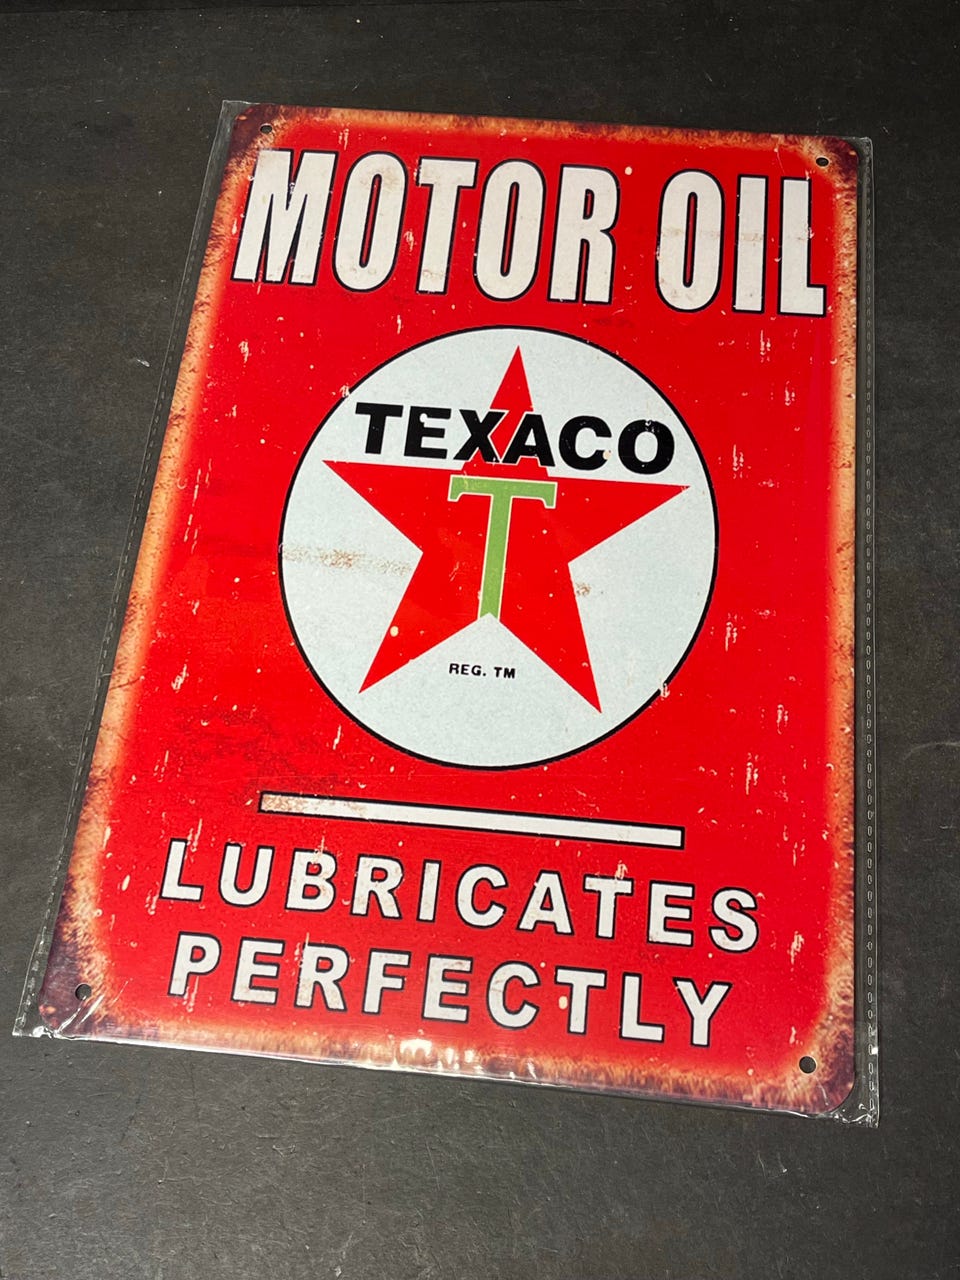 MOTOR OIL
TEXACO
T
REG. TM
LUBRICATES
PERFECTLY